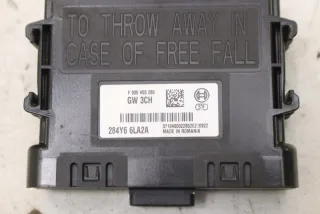 TO THROW AWAY IN
CASE OF FREE FALL
GW 3CH
284Y6 6LA2A
MADE IN ROMANIA